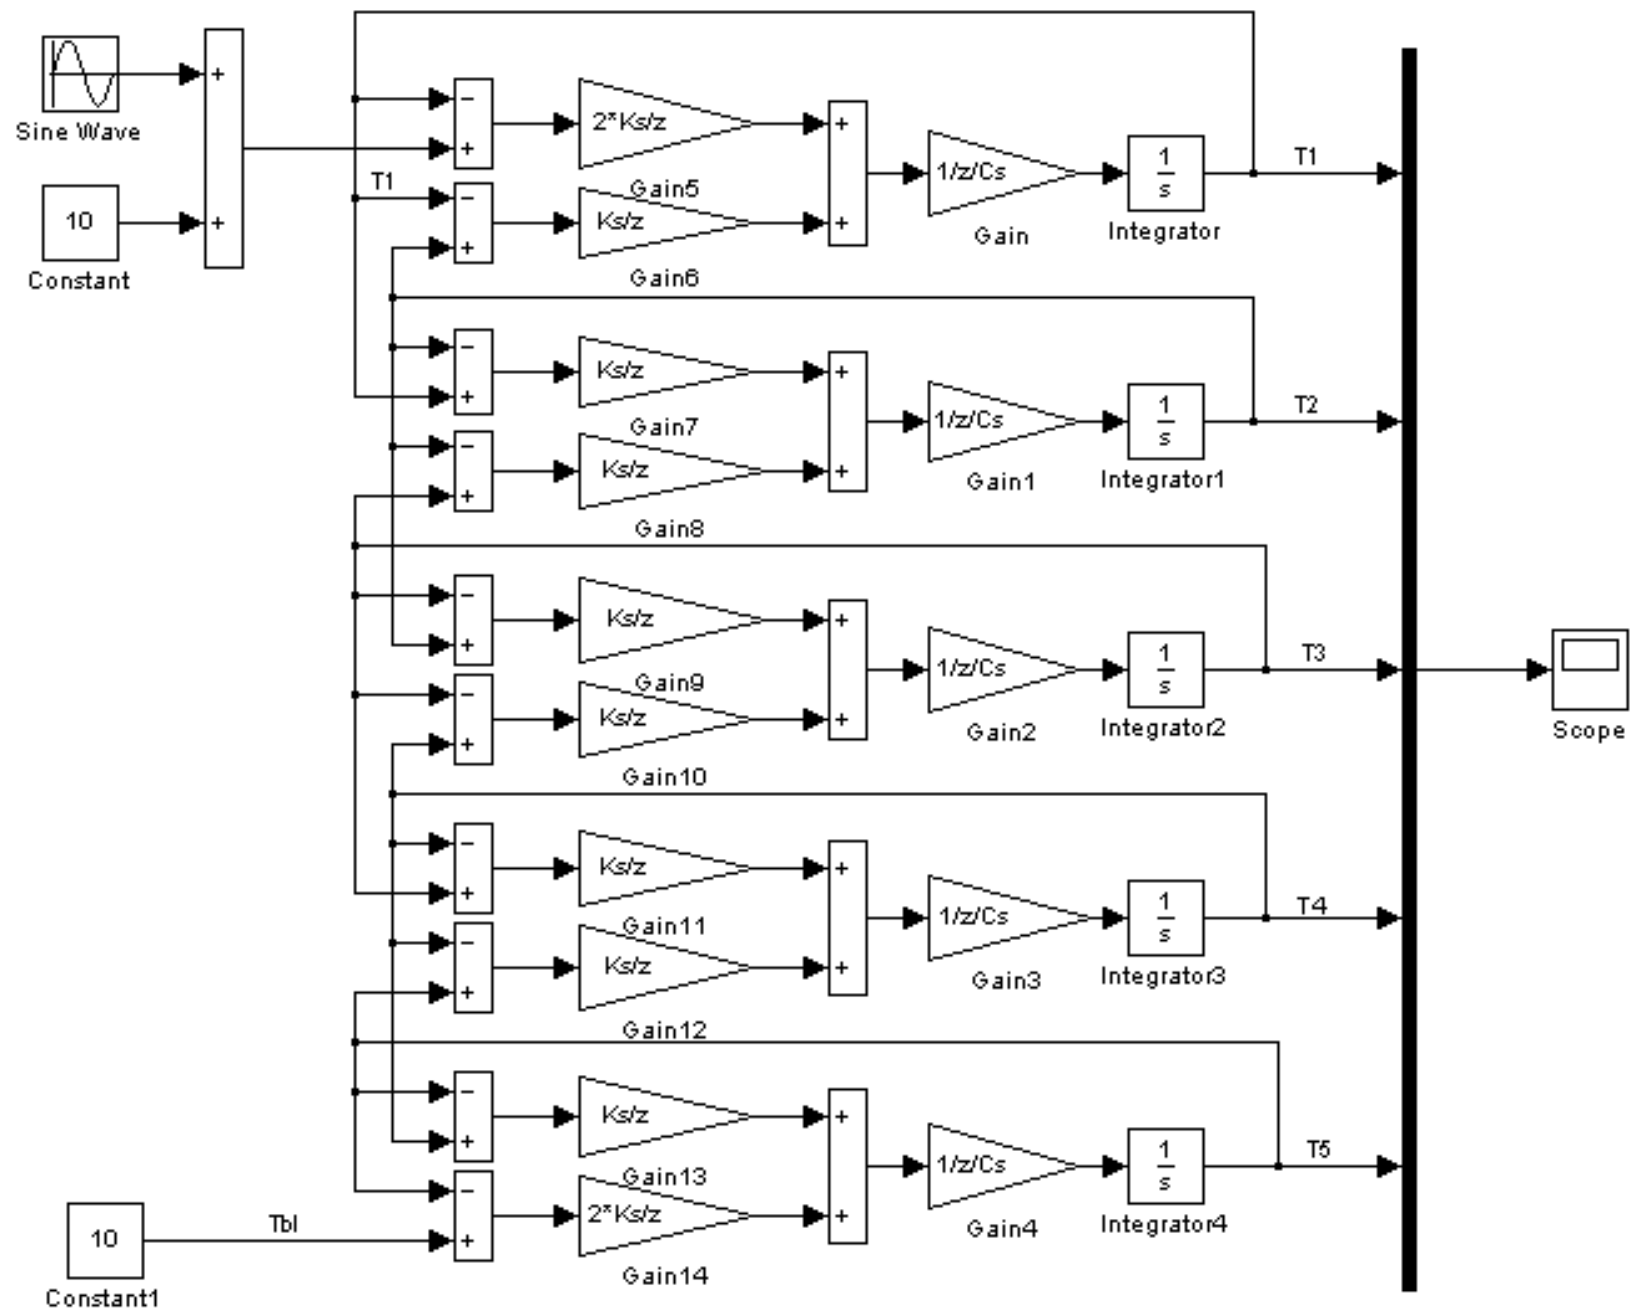 Sine Wave
+
10
+
Constant
−
+
T1
−
+
2*Ks/z
Gain5
Ks/z
Gain6
+
+
1/z/Cs
Gain
1
s
Integrator
T1
−
+
−
+
Ks/z
Gain7
Ks/z
Gain8
+
+
1/z/Cs
Gain1
1
s
Integrator1
T2
−
+
−
+
Ks/z
Gain9
Ks/z
Gain10
+
+
1/z/Cs
Gain2
1
s
Integrator2
T3
Scope
−
+
−
+
Ks/z
Gain11
Ks/z
Gain12
+
+
1/z/Cs
Gain3
1
s
Integrator3
T4
−
+
−
+
Ks/z
Gain13
2*Ks/z
Gain14
+
+
1/z/Cs
Gain4
1
s
Integrator4
T5
10
Tbl
Constant1